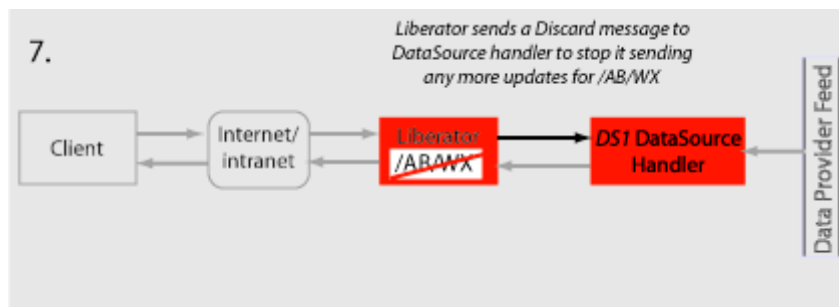 Liberator sends a Discard message to
DataSource handler to stop it sending
any more updates for /AB/WX
7.
Client
Internet/
intranet
Liberator
/AB/WX
DS1 DataSource
Handler
Data Provider Feed